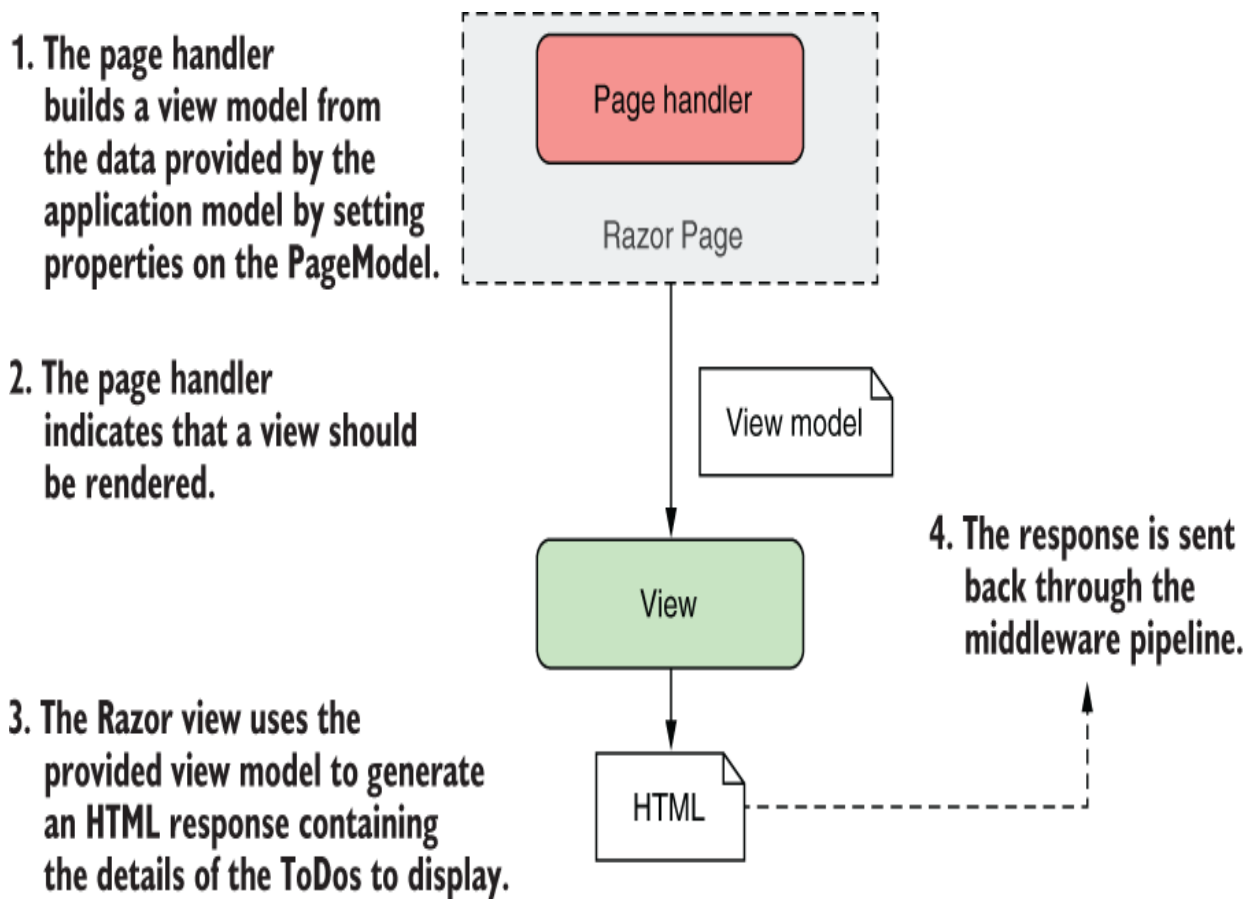 1. The page handler
builds a view model from
the data provided by the
application model by setting
properties on the PageModel.
Page handler
Razor Page
2. The page handler
indicates that a view should
be rendered.
View model
View
4. The response is sent
back through the
middleware pipeline.
3. The Razor view uses the
provided view model to generate
an HTML response containing
the details of the ToDos to display.
HTML